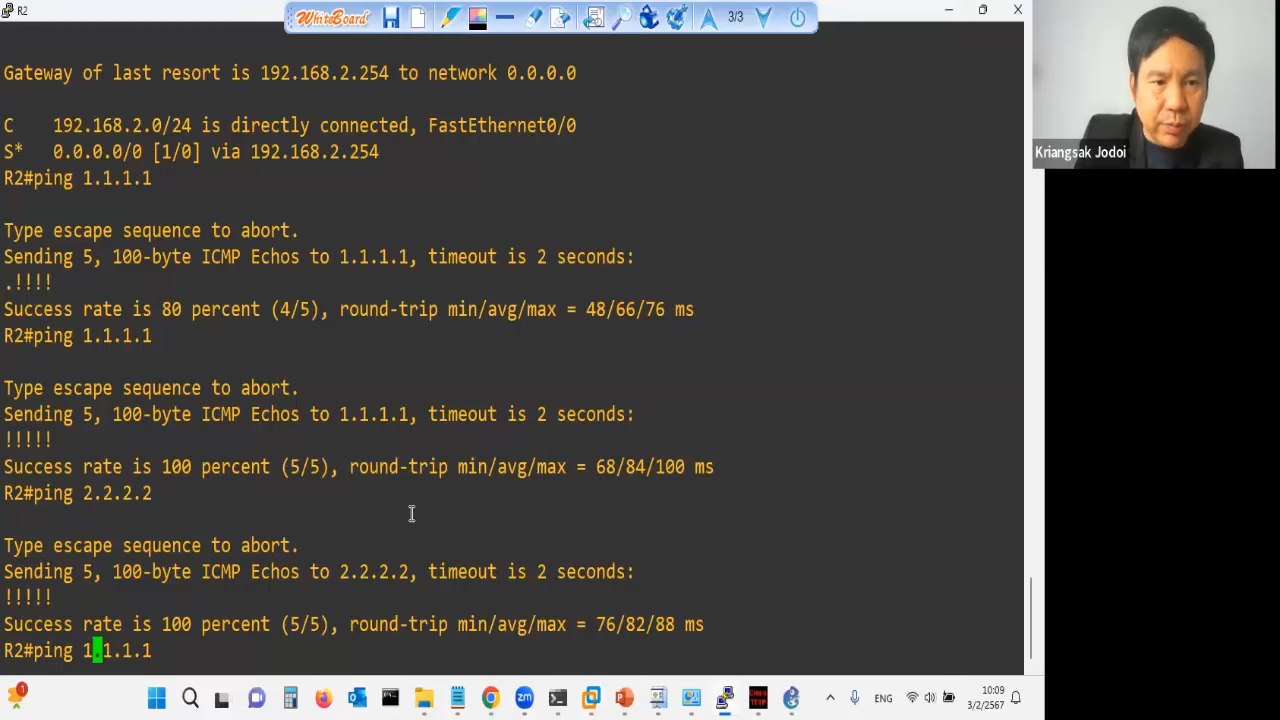 R2
WhiteBoard
3/3
Gateway of last resort is 192.168.2.254 to network 0.0.0.0
C    192.168.2.0/24 is directly connected, FastEthernet0/0
S*   0.0.0.0/0 [1/0] via 192.168.2.254
R2#ping 1.1.1.1
Type escape sequence to abort.
Sending 5, 100-byte ICMP Echos to 1.1.1.1, timeout is 2 seconds:
.!!!!
Success rate is 80 percent (4/5), round-trip min/avg/max = 48/66/76 ms
R2#ping 1.1.1.1
Type escape sequence to abort.
Sending 5, 100-byte ICMP Echos to 1.1.1.1, timeout is 2 seconds:
!!!!!
Success rate is 100 percent (5/5), round-trip min/avg/max = 68/84/100 ms
R2#ping 2.2.2.2
Type escape sequence to abort.
Sending 5, 100-byte ICMP Echos to 2.2.2.2, timeout is 2 seconds:
!!!!!
Success rate is 100 percent (5/5), round-trip min/avg/max = 76/82/88 ms
R2#ping 1.1.1.1
Kriangsak Jodoi
1
zm
ENG
10:09
3/2/2567